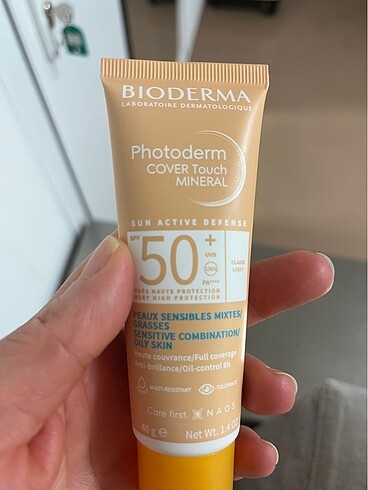 BIODERMA
LABORATOIRE DERMATOLOGIQUE
Photoderm
COVER Touch
MINERAL
SUN ACTIVE DEFENSE
SPF 50+
UVB
UVA
PA++++
CLAIRE
LIGHT
TRÈS HAUTE PROTECTION
VERY HIGH PROTECTION
PEAUX SENSIBLES MIXTES/
GRASSES
SENSITIVE COMBINATION/
OILY SKIN
Haute couvrance/Full coverage
Anti-brillance/Oil-control 8h
MULTI-RESISTANT
TOLERANCE
Care first NAOS
40 g e Net Wt. 1.4 OZ